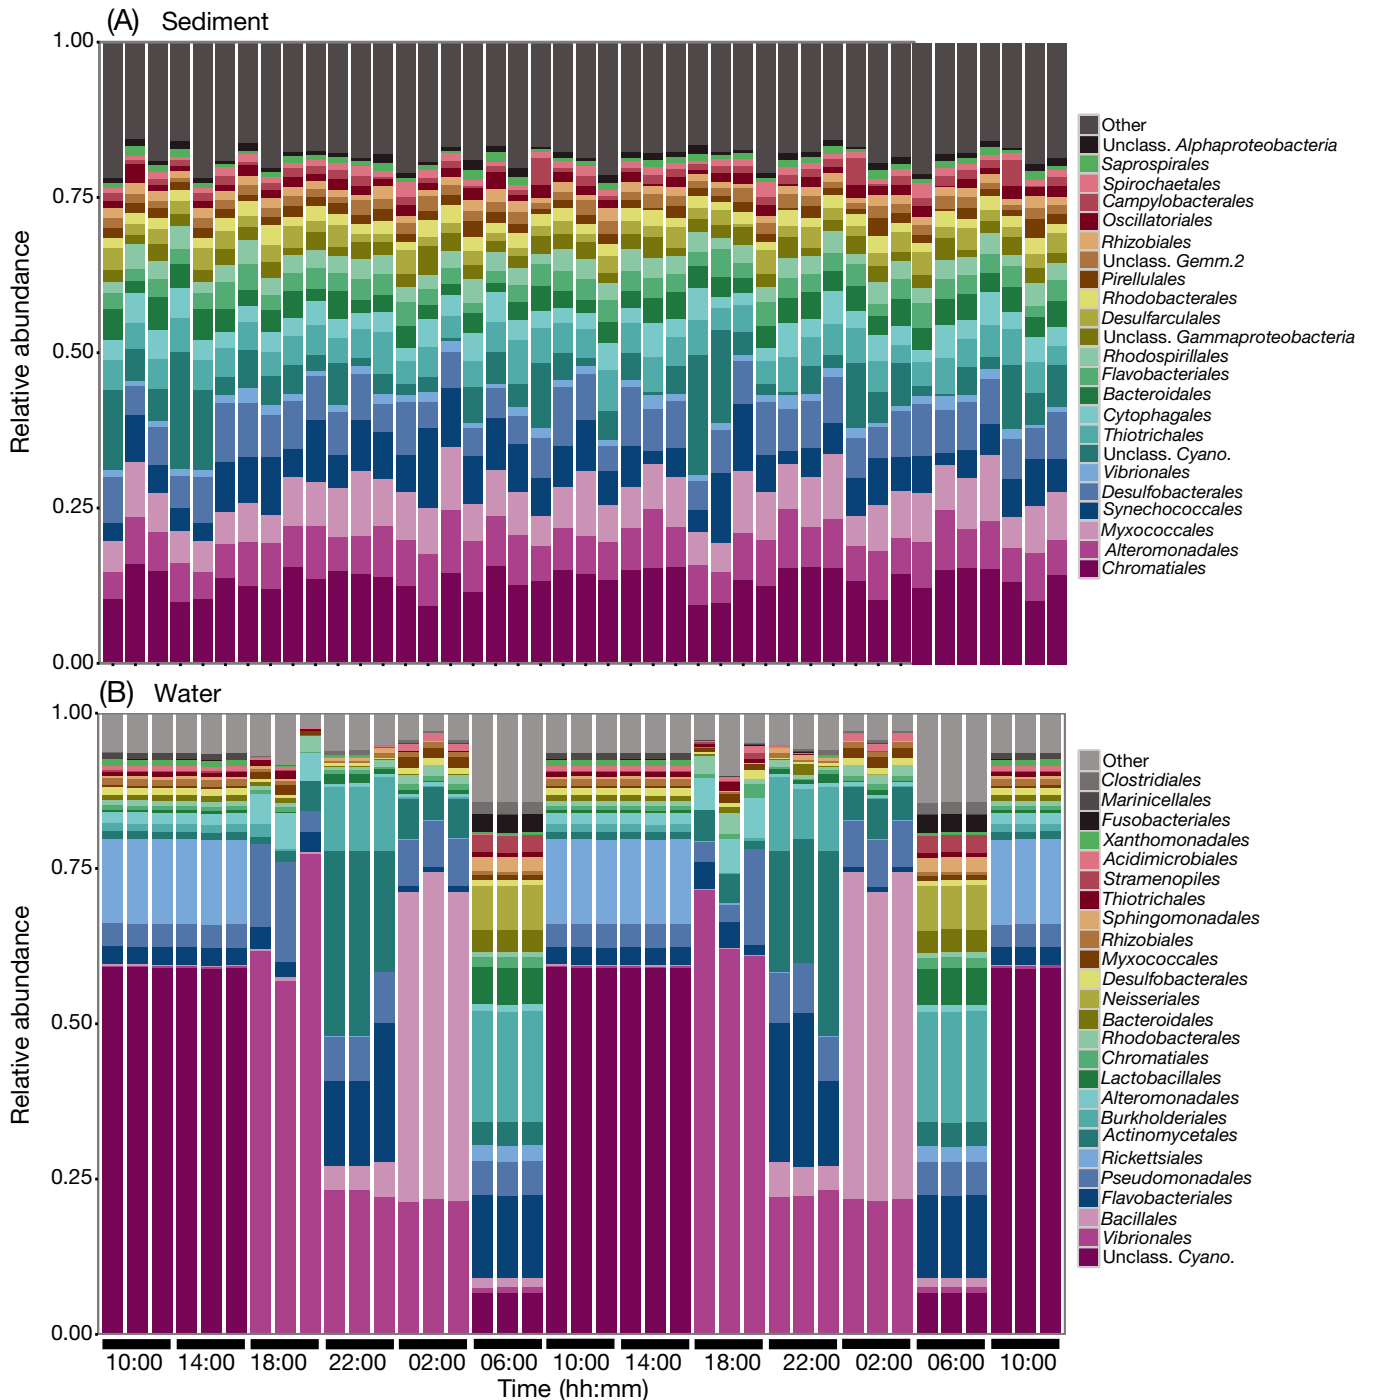 (A) Sediment
1.00
0.75
0.50
0.25
0.00
Relative abundance
Other
Unclass. Alphaproteobacteria
Saprospirales
Spirochaetales
Campylobacterales
Oscillatoriales
Rhizobiales
Unclass. Gemm.2
Pirellulales
Rhodobacterales
Desulfarculales
Unclass. Gammaproteobacteria
Rhodospirillales
Flavobacteriales
Bacteroidales
Cytophagales
Thiotrichales
Unclass. Cyano.
Vibrionales
Desulfobacterales
Synechococcales
Myxococcales
Alteromonadales
Chromatiales
(B) Water
1.00
0.75
0.50
0.25
0.00
Relative abundance
Other
Clostridiales
Marinicellales
Fusobacteriales
Xanthomonadales
Acidimicrobiales
Stramenopiles
Thiotrichales
Sphingomonadales
Rhizobiales
Myxococcales
Desulfobacterales
Neisseriales
Bacteroidales
Rhodobacterales
Chromatiales
Lactobacillales
Alteromonadales
Burkholderiales
Actinomycetales
Rickettsiales
Pseudomonadales
Flavobacteriales
Bacillales
Vibrionales
Unclass. Cyano.
10:00 14:00 18:00 22:00 02:00 06:00 10:00 14:00 18:00 22:00 02:00 06:00 10:00
Time (hh:mm)